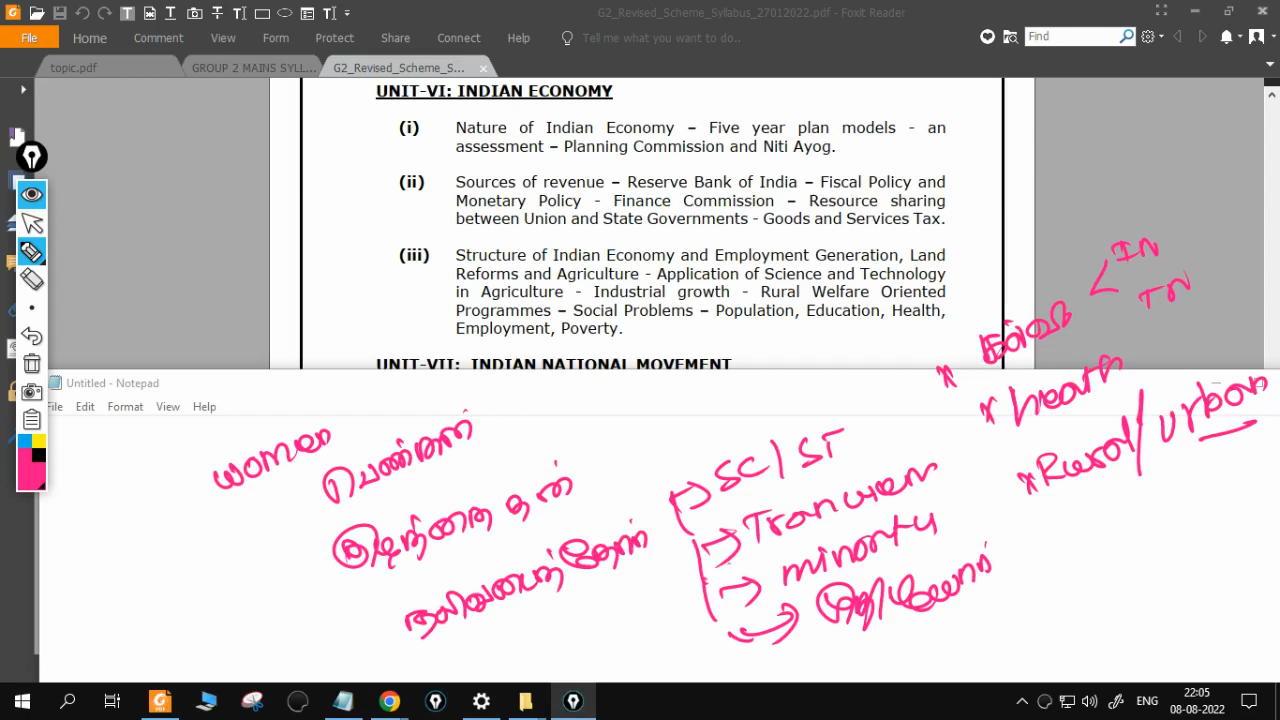 G2_Revised_Scheme_Syllabus_27012022.pdf - Foxit Reader
File Home Comment View Form Protect Share Connect Help Tell me what you want to do.. Find
topic.pdf GROUP 2 MAINS SYLL... G2_Revised_Scheme_S...
UNIT-VI: INDIAN ECONOMY
(i) Nature of Indian Economy – Five year plan models - an
assessment – Planning Commission and Niti Ayog.
(ii) Sources of revenue – Reserve Bank of India – Fiscal Policy and
Monetary Policy - Finance Commission – Resource sharing
between Union and State Governments - Goods and Services Tax.
(iii) Structure of Indian Economy and Employment Generation, Land
Reforms and Agriculture - Application of Science and Technology
in Agriculture - Industrial growth - Rural Welfare Oriented
Programmes – Social Problems – Population, Education, Health,
Employment, Poverty.
UNIT-VII: INDIAN NATIONAL MOVEMENT
IN
TN
கல்வி
Health
Rural/Urban
Untitled - Notepad
File Edit Format View Help
பெண்கள்
குழந்தைகள்
SC/ST
minority
ENG 22:05
08-08-2022